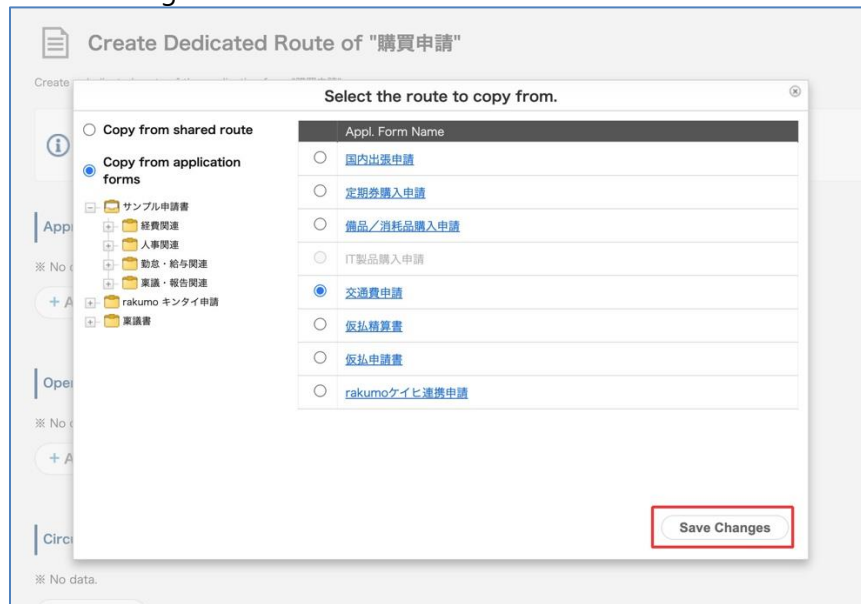 Create Dedicated Route of "購買申請"
Create
Select the route to copy from.
Copy from shared route
Copy from application
forms
サンプル申請書
経費関連
人事関連
勤怠・給与関連
稟議・報告関連
rakumo キンタイ申請
稟議書
Appl. Form Name
国内出張申請
定期券購入申請
備品／消耗品購入申請
IT製品購入申請
交通費申請
仮払精算書
仮払申請書
rakumoケイヒ連携申請
Save Changes
App
※ No
+ A
Ope
※ No
+ A
Circ
※ No data.